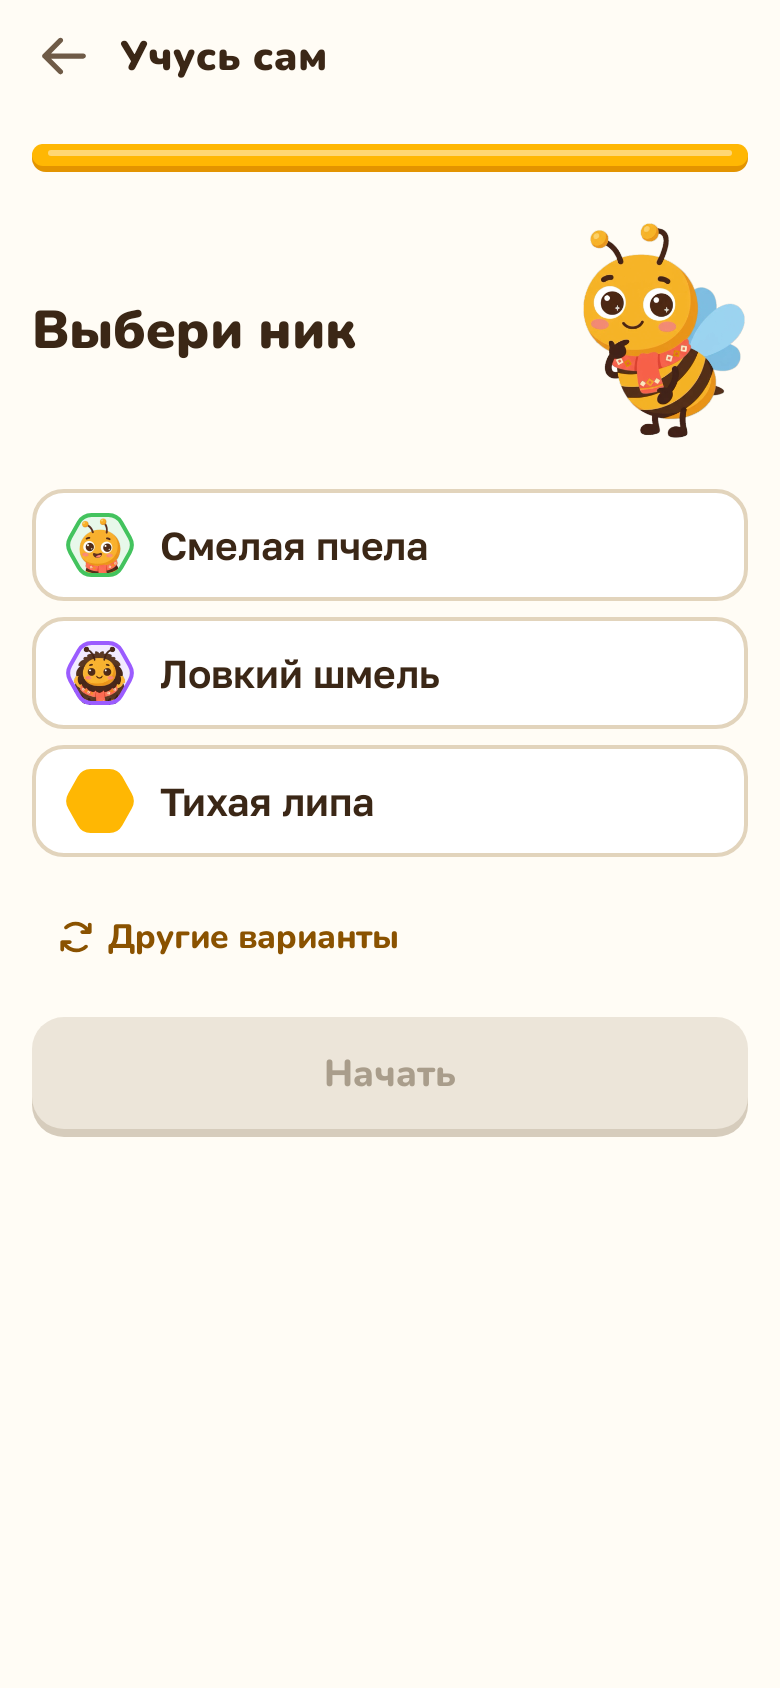 Учусь сам
Выбери ник
Смелая пчела
Ловкий шмель
Тихая липа
Другие варианты
Начать